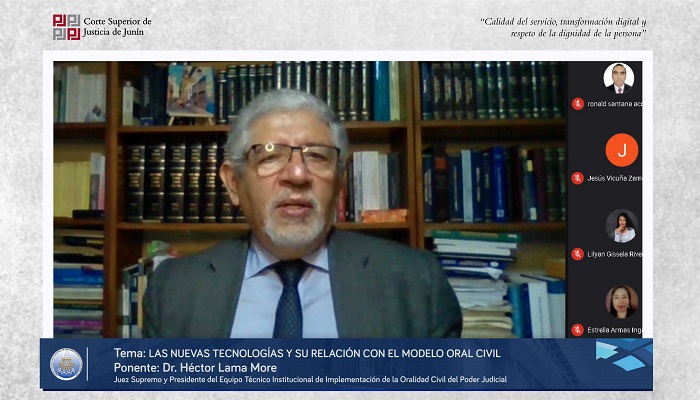 Corte Superior de
Justicia de Junín
“Calidad del servicio, transformación digital y
respeto de la dignidad de la persona”
ronald santana aco
J
Jesús Vicuña Zam
Lilyan Gissela Rive
Estrella Armas Inga
Tema: LAS NUEVAS TECNOLOGÍAS Y SU RELACIÓN CON EL MODELO ORAL CIVIL
Ponente: Dr. Héctor Lama More
Juez Supremo y Presidente del Equipo Técnico Institucional de Implementación de la Oralidad Civil del Poder Judicial